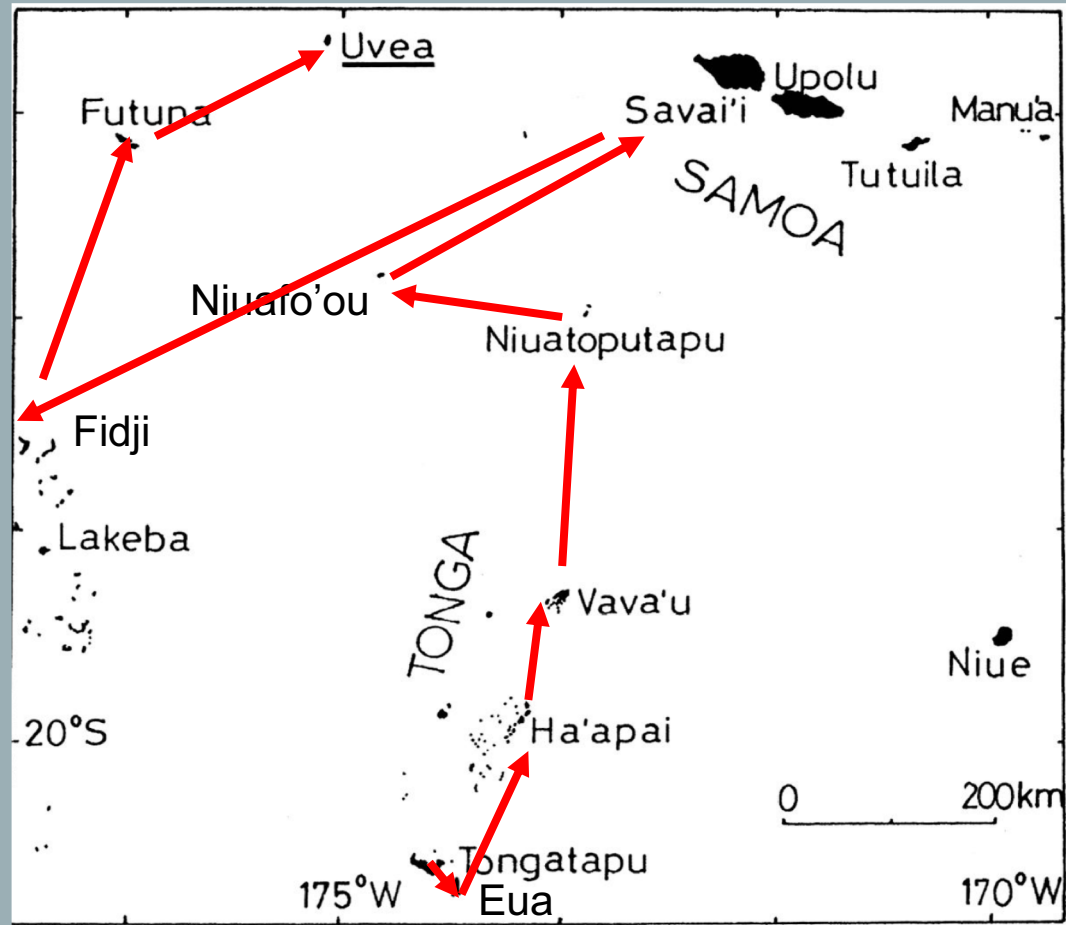 Uvea
Upolu
Futuna
Savai'i
Manu'a
Tutuila
SAMOA
Niuafo’ou
Niuatoputapu
Fidji
Lakeba
TONGA
Vava'u
Niue
20°S
Ha'apai
0 200km
Tongatapu
175°W
Eua
170°W